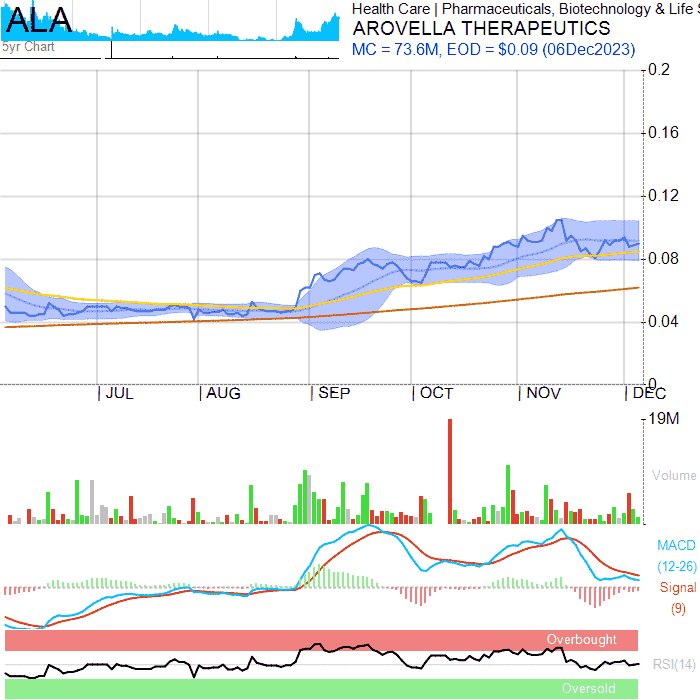 ALA
5yr Chart
Health Care | Pharmaceuticals, Biotechnology & Life S
AROVELLA THERAPEUTICS
MC = 73.6M, EOD = $0.09 (06Dec2023)
0.2
0.16
0.12
0.08
0.04
0
JUL AUG SEP OCT NOV DEC
19M
Volume
MACD
(12-26)
Signal
(9)
Overbought
RSI(14)
Oversold